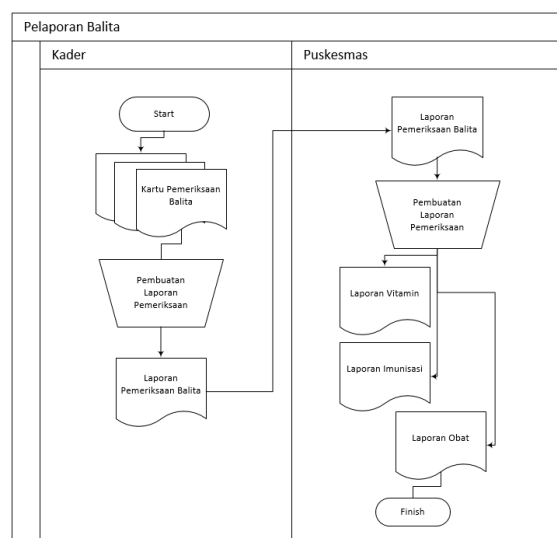 Pelaporan Balita
Kader
Puskesmas
Start
Kartu Pemeriksaan
Balita
Pembuatan
Laporan
Pemeriksaan
Laporan
Pemeriksaan Balita
Laporan
Pemeriksaan Balita
Pembuatan
Laporan
Pemeriksaan
Laporan Vitamin
Laporan Imunisasi
Laporan Obat
Finish